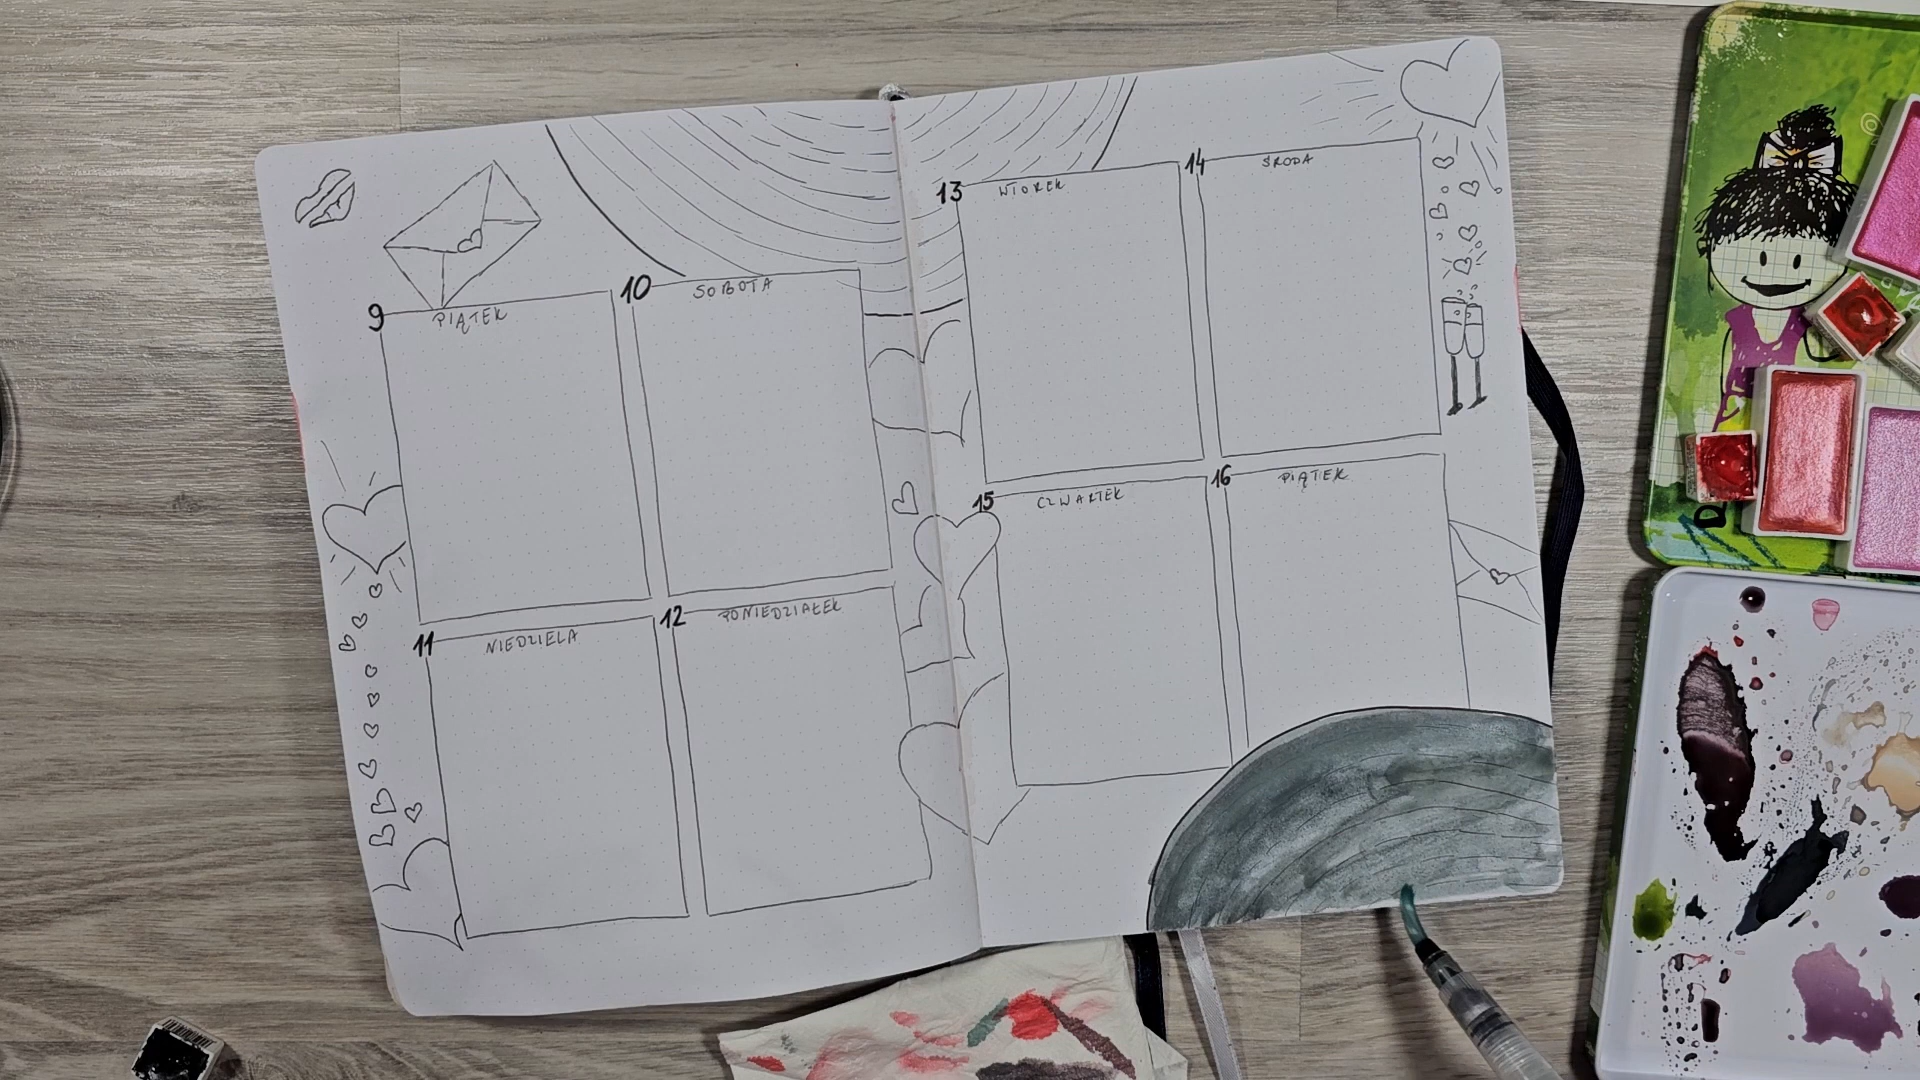 9 PIĄTEK
10 SOBOTA
11 NIEDZIELA
12 PONIEDZIAŁEK
13 WTOREK
14 ŚRODA
15 CZWARTEK
16 PIĄTEK